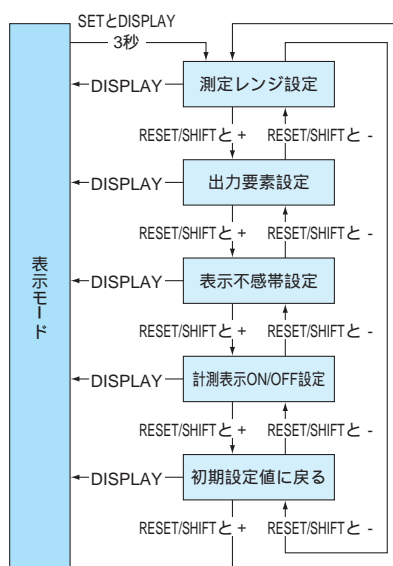 SETとDISPLAY
3秒
DISPLAY
測定レンジ設定
RESET/SHIFTと +
RESET/SHIFTと -
DISPLAY
出力要素設定
RESET/SHIFTと +
RESET/SHIFTと -
表示モード
DISPLAY
表示不感帯設定
RESET/SHIFTと +
RESET/SHIFTと -
DISPLAY
計測表示ON/OFF設定
RESET/SHIFTと +
RESET/SHIFTと -
DISPLAY
初期設定値に戻る
RESET/SHIFTと +
RESET/SHIFTと -